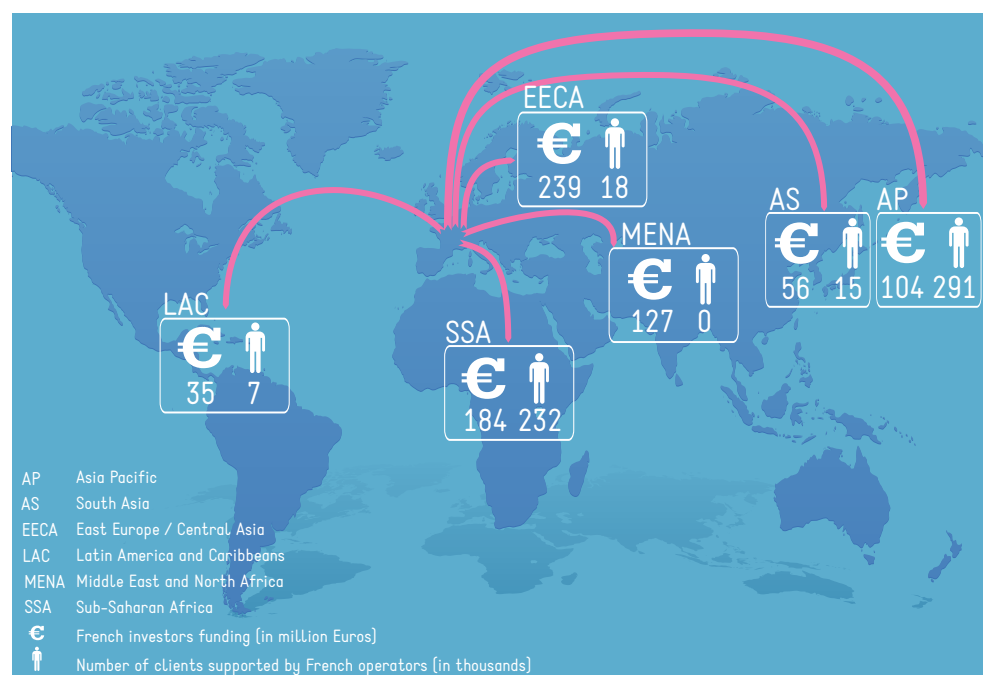 EECA
€
239 18
AS
€
56 15
AP
€
104 291
MENA
€
127 0
LAC
€
35 7
SSA
€
184 232
AP Asia Pacific
AS South Asia
EECA East Europe / Central Asia
LAC Latin America and Caribbeans
MENA Middle East and North Africa
SSA Sub-Saharan Africa
€ French investors funding (in million Euros)
Number of clients supported by French operators (in thousands)